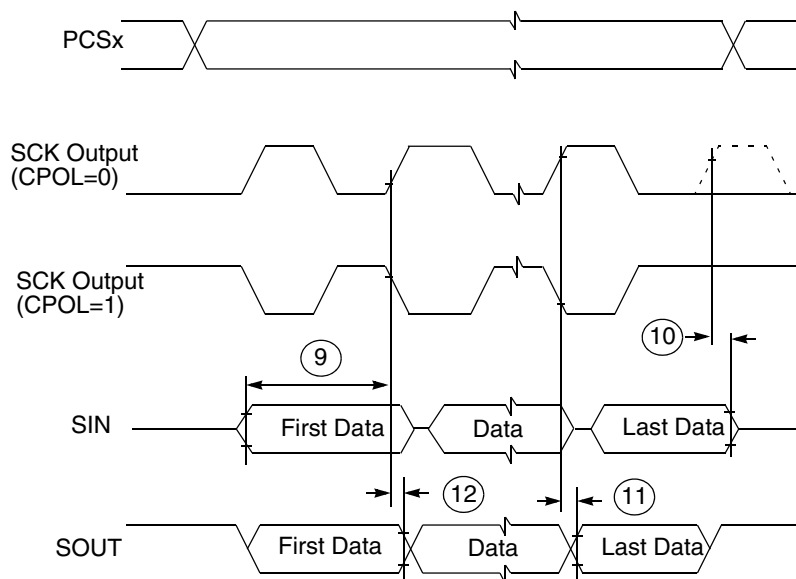 PCSx
SCK Output
(CPOL=0)
SCK Output
(CPOL=1)
10
9
SIN
First Data
Data
Last Data
12
11
SOUT
First Data
Data
Last Data